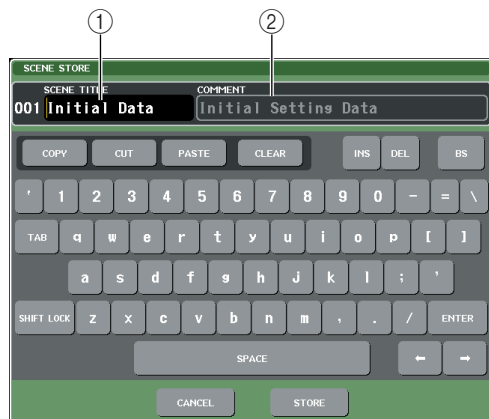 ① ②
SCENE STORE
SCENE TITLE COMMENT
001 Initial Data Initial Setting Data
COPY CUT PASTE CLEAR INS DEL BS
' 1 2 3 4 5 6 7 8 9 0 - = \
TAB q w e r t y u i o p [ ]
a s d f g h j k l ; '
SHIFT LOCK z x c v b n m , . / ENTER
SPACE ← →
CANCEL STORE